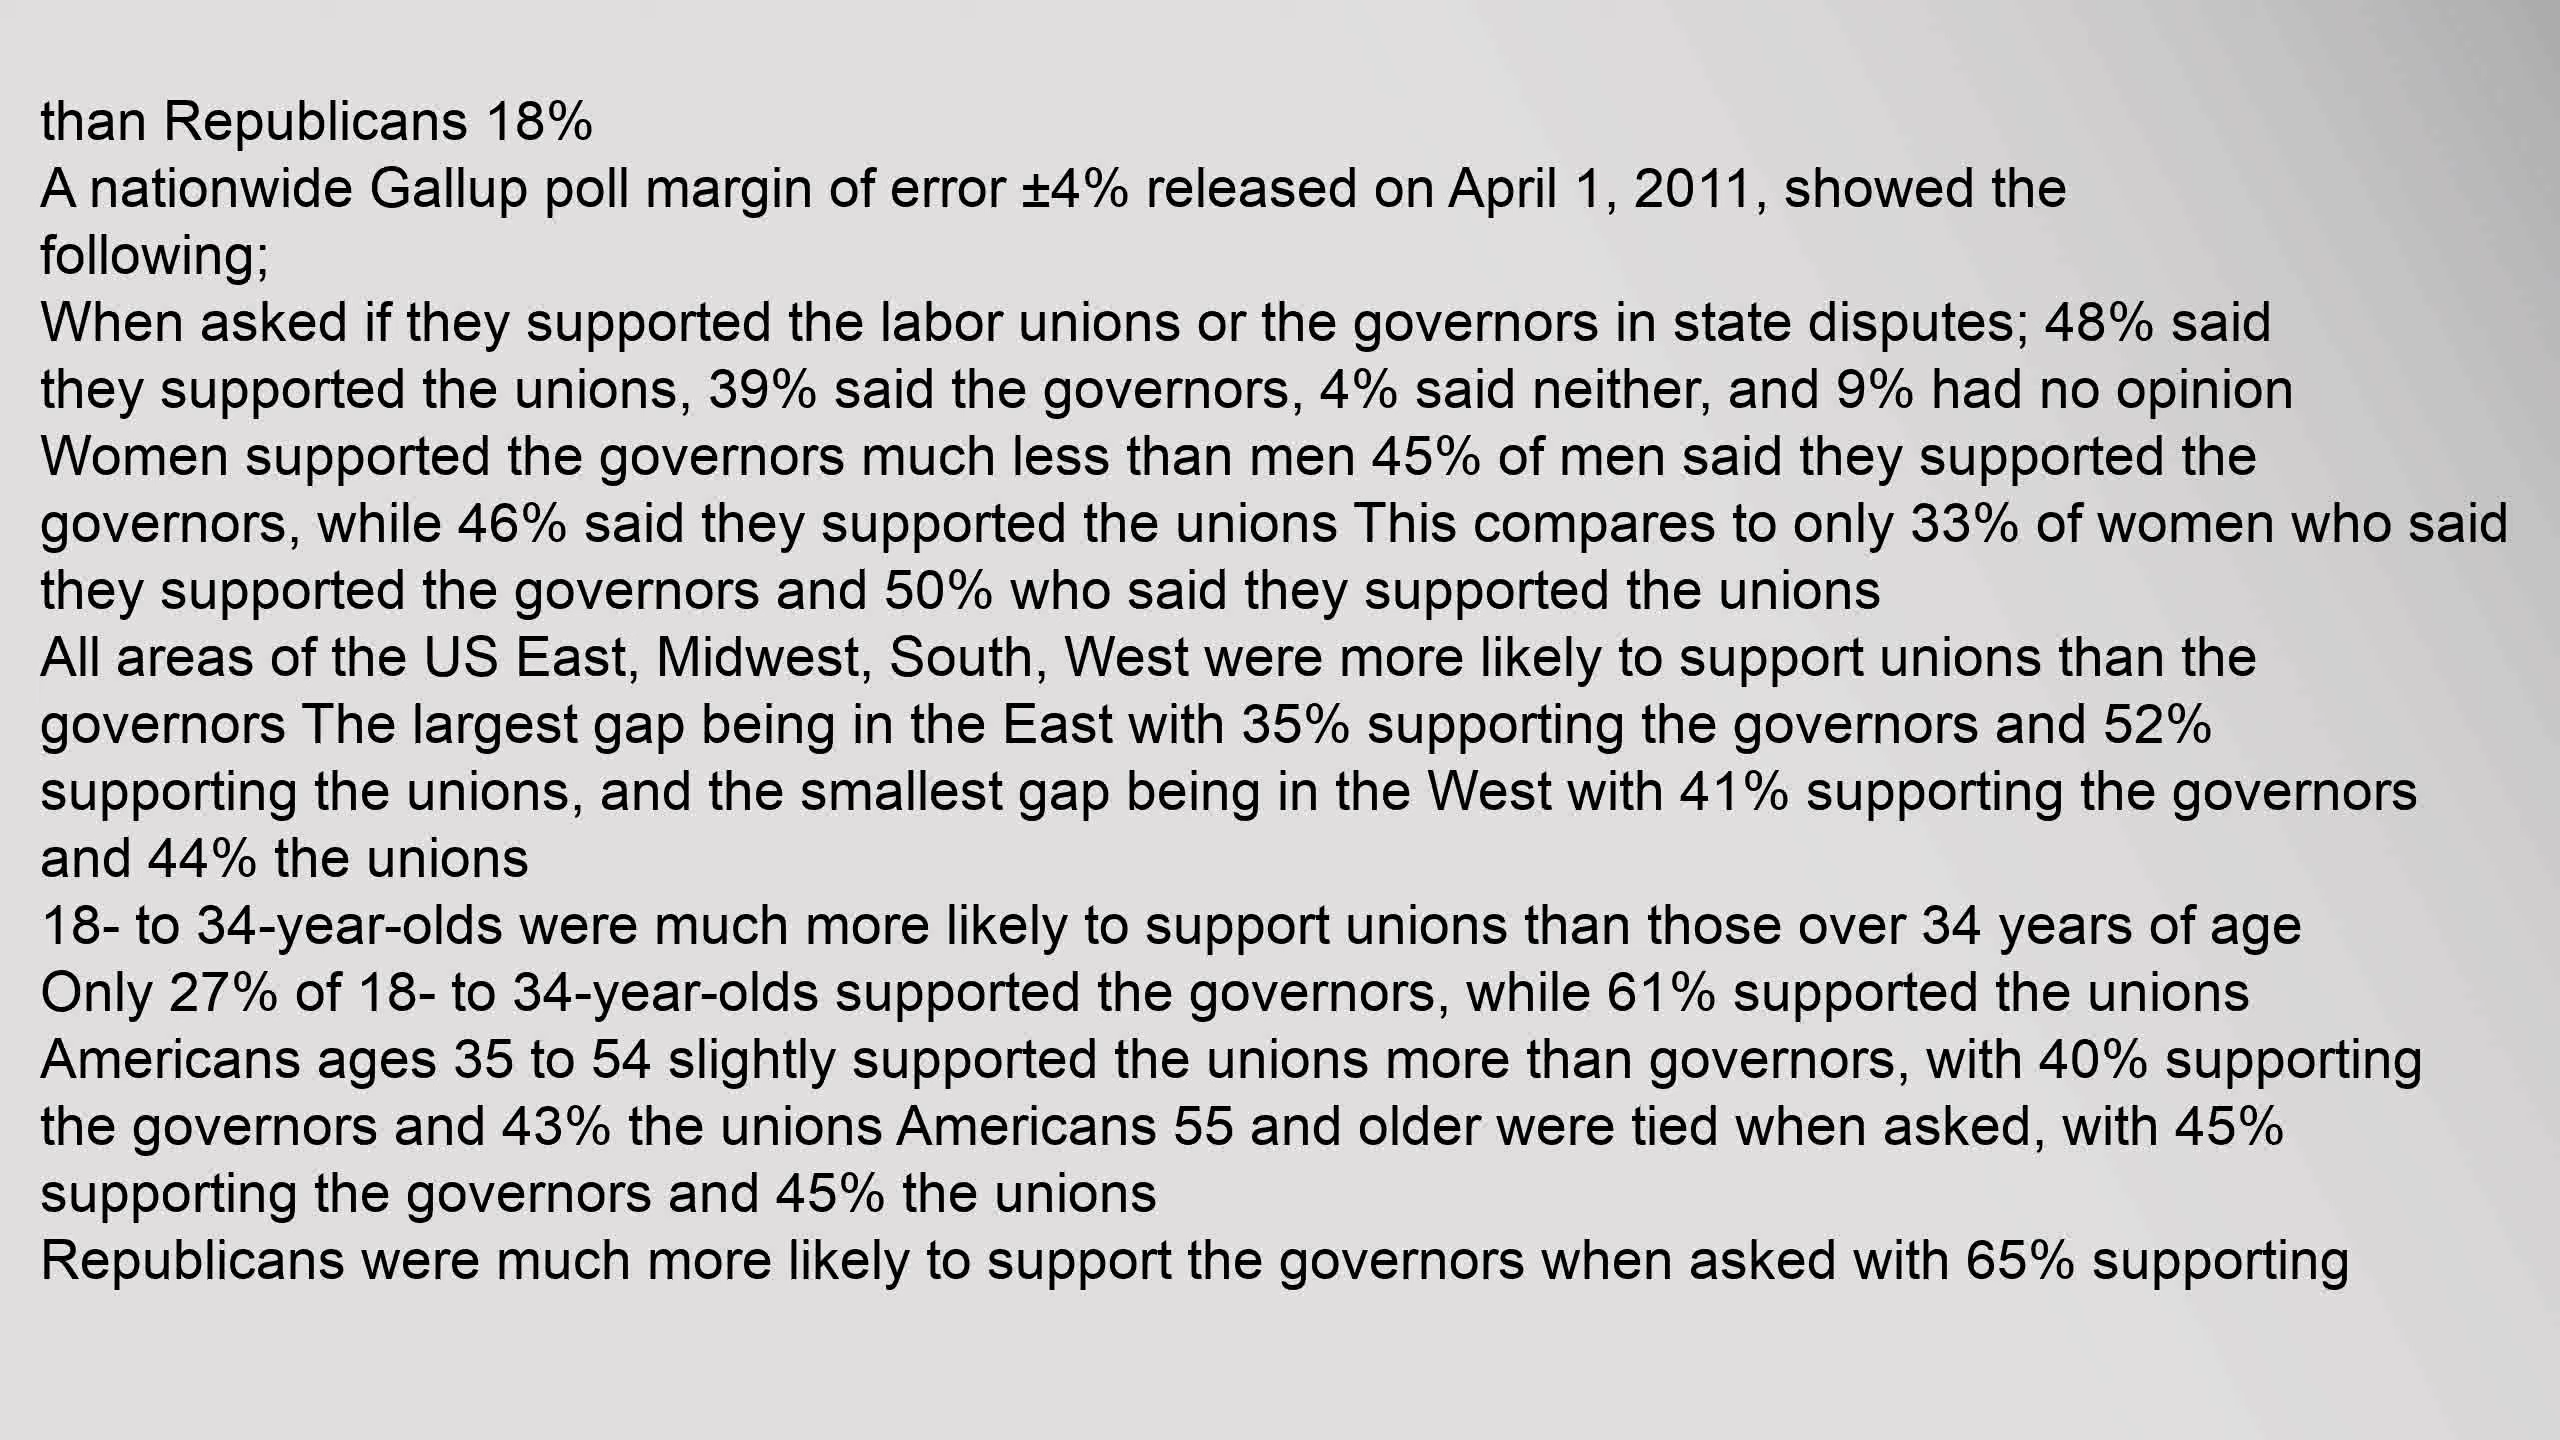 than Republicans 18%
A nationwide Gallup poll margin of error ±4% released on April 1, 2011, showed the
following;
When asked if they supported the labor unions or the governors in state disputes; 48% said
they supported the unions, 39% said the governors, 4% said neither, and 9% had no opinion
Women supported the governors much less than men 45% of men said they supported the
governors, while 46% said they supported the unions This compares to only 33% of women who said
they supported the governors and 50% who said they supported the unions
All areas of the US East, Midwest, South, West were more likely to support unions than the
governors The largest gap being in the East with 35% supporting the governors and 52%
supporting the unions, and the smallest gap being in the West with 41% supporting the governors
and 44% the unions
18- to 34-year-olds were much more likely to support unions than those over 34 years of age
Only 27% of 18- to 34-year-olds supported the governors, while 61% supported the unions
Americans ages 35 to 54 slightly supported the unions more than governors, with 40% supporting
the governors and 43% the unions Americans 55 and older were tied when asked, with 45%
supporting the governors and 45% the unions
Republicans were much more likely to support the governors when asked with 65% supporting